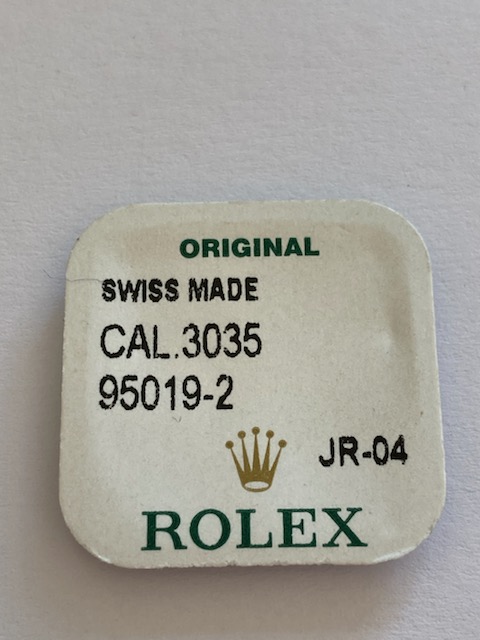 ORIGINAL
SWISS MADE
CAL.3035
95019-2
JR-04
ROLEX